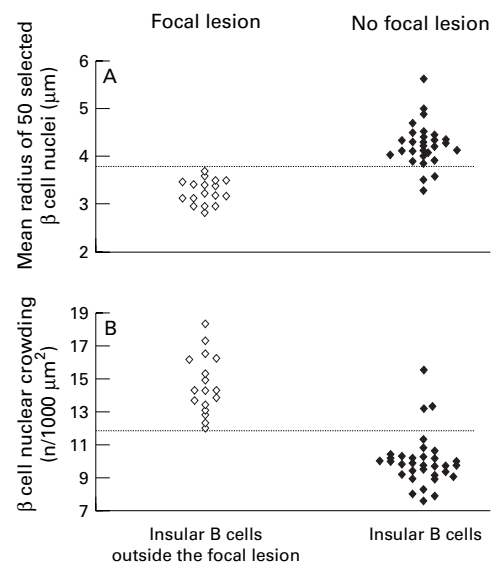 Focal lesion
No focal lesion
A
Mean radius of 50 selected
β cell nuclei (μm)
6
5
4
3
2
B
β cell nuclear crowding
(n/1000 μm²)
19
17
15
13
11
9
7
Insular B cells
outside the focal lesion
Insular B cells